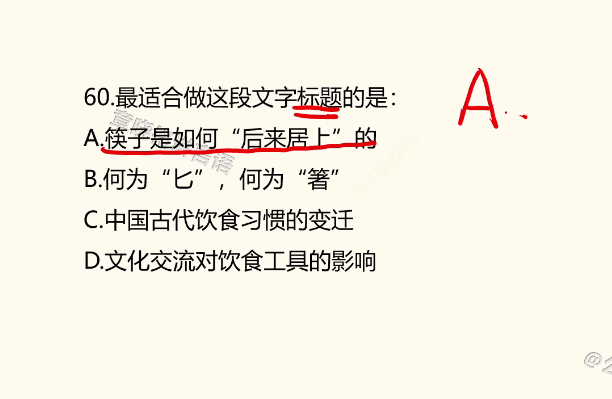 60.最适合做这段文字标题的是：
A
A.筷子是如何“后来居上”的
B.何为“匕”，何为“箸”
C.中国古代饮食习惯的变迁
D.文化交流对饮食工具的影响